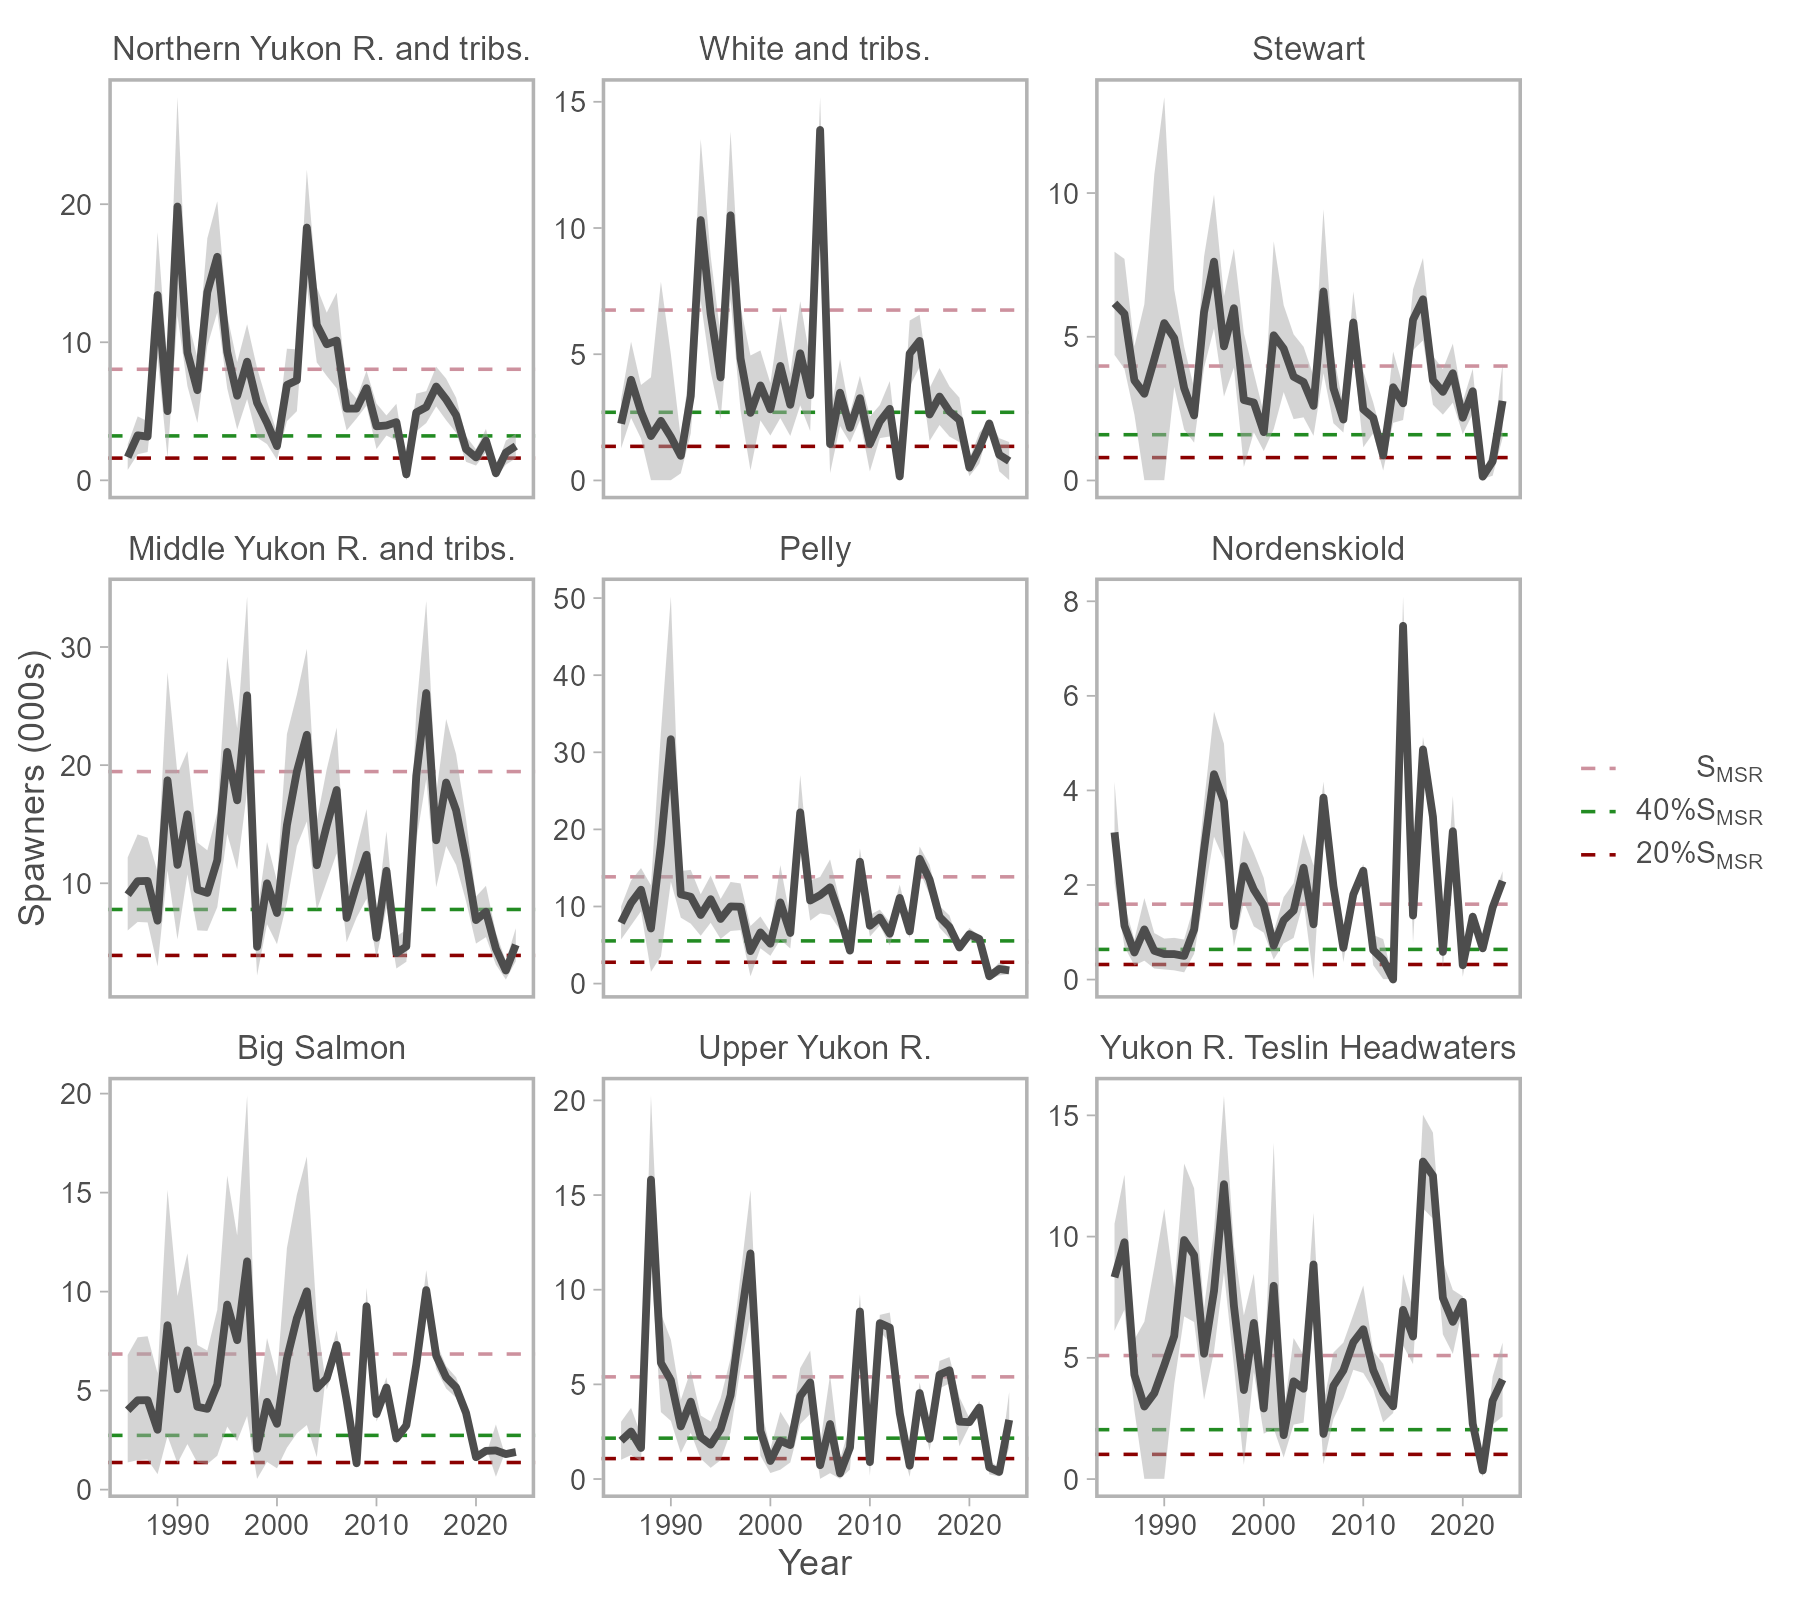 Northern Yukon R. and tribs.
White and tribs.
Stewart
20
10
0
15
10
5
0
10
5
0
Middle Yukon R. and tribs.
Pelly
Nordenskiold
30
20
10
50
40
30
20
10
0
8
6
4
2
0
Spawners (000s)
S_MSR
40%S_MSR
20%S_MSR
Big Salmon
Upper Yukon R.
Yukon R. Teslin Headwaters
20
15
10
5
0
20
15
10
5
0
15
10
5
0
1990 2000 2010 2020
1990 2000 2010 2020
1990 2000 2010 2020
Year